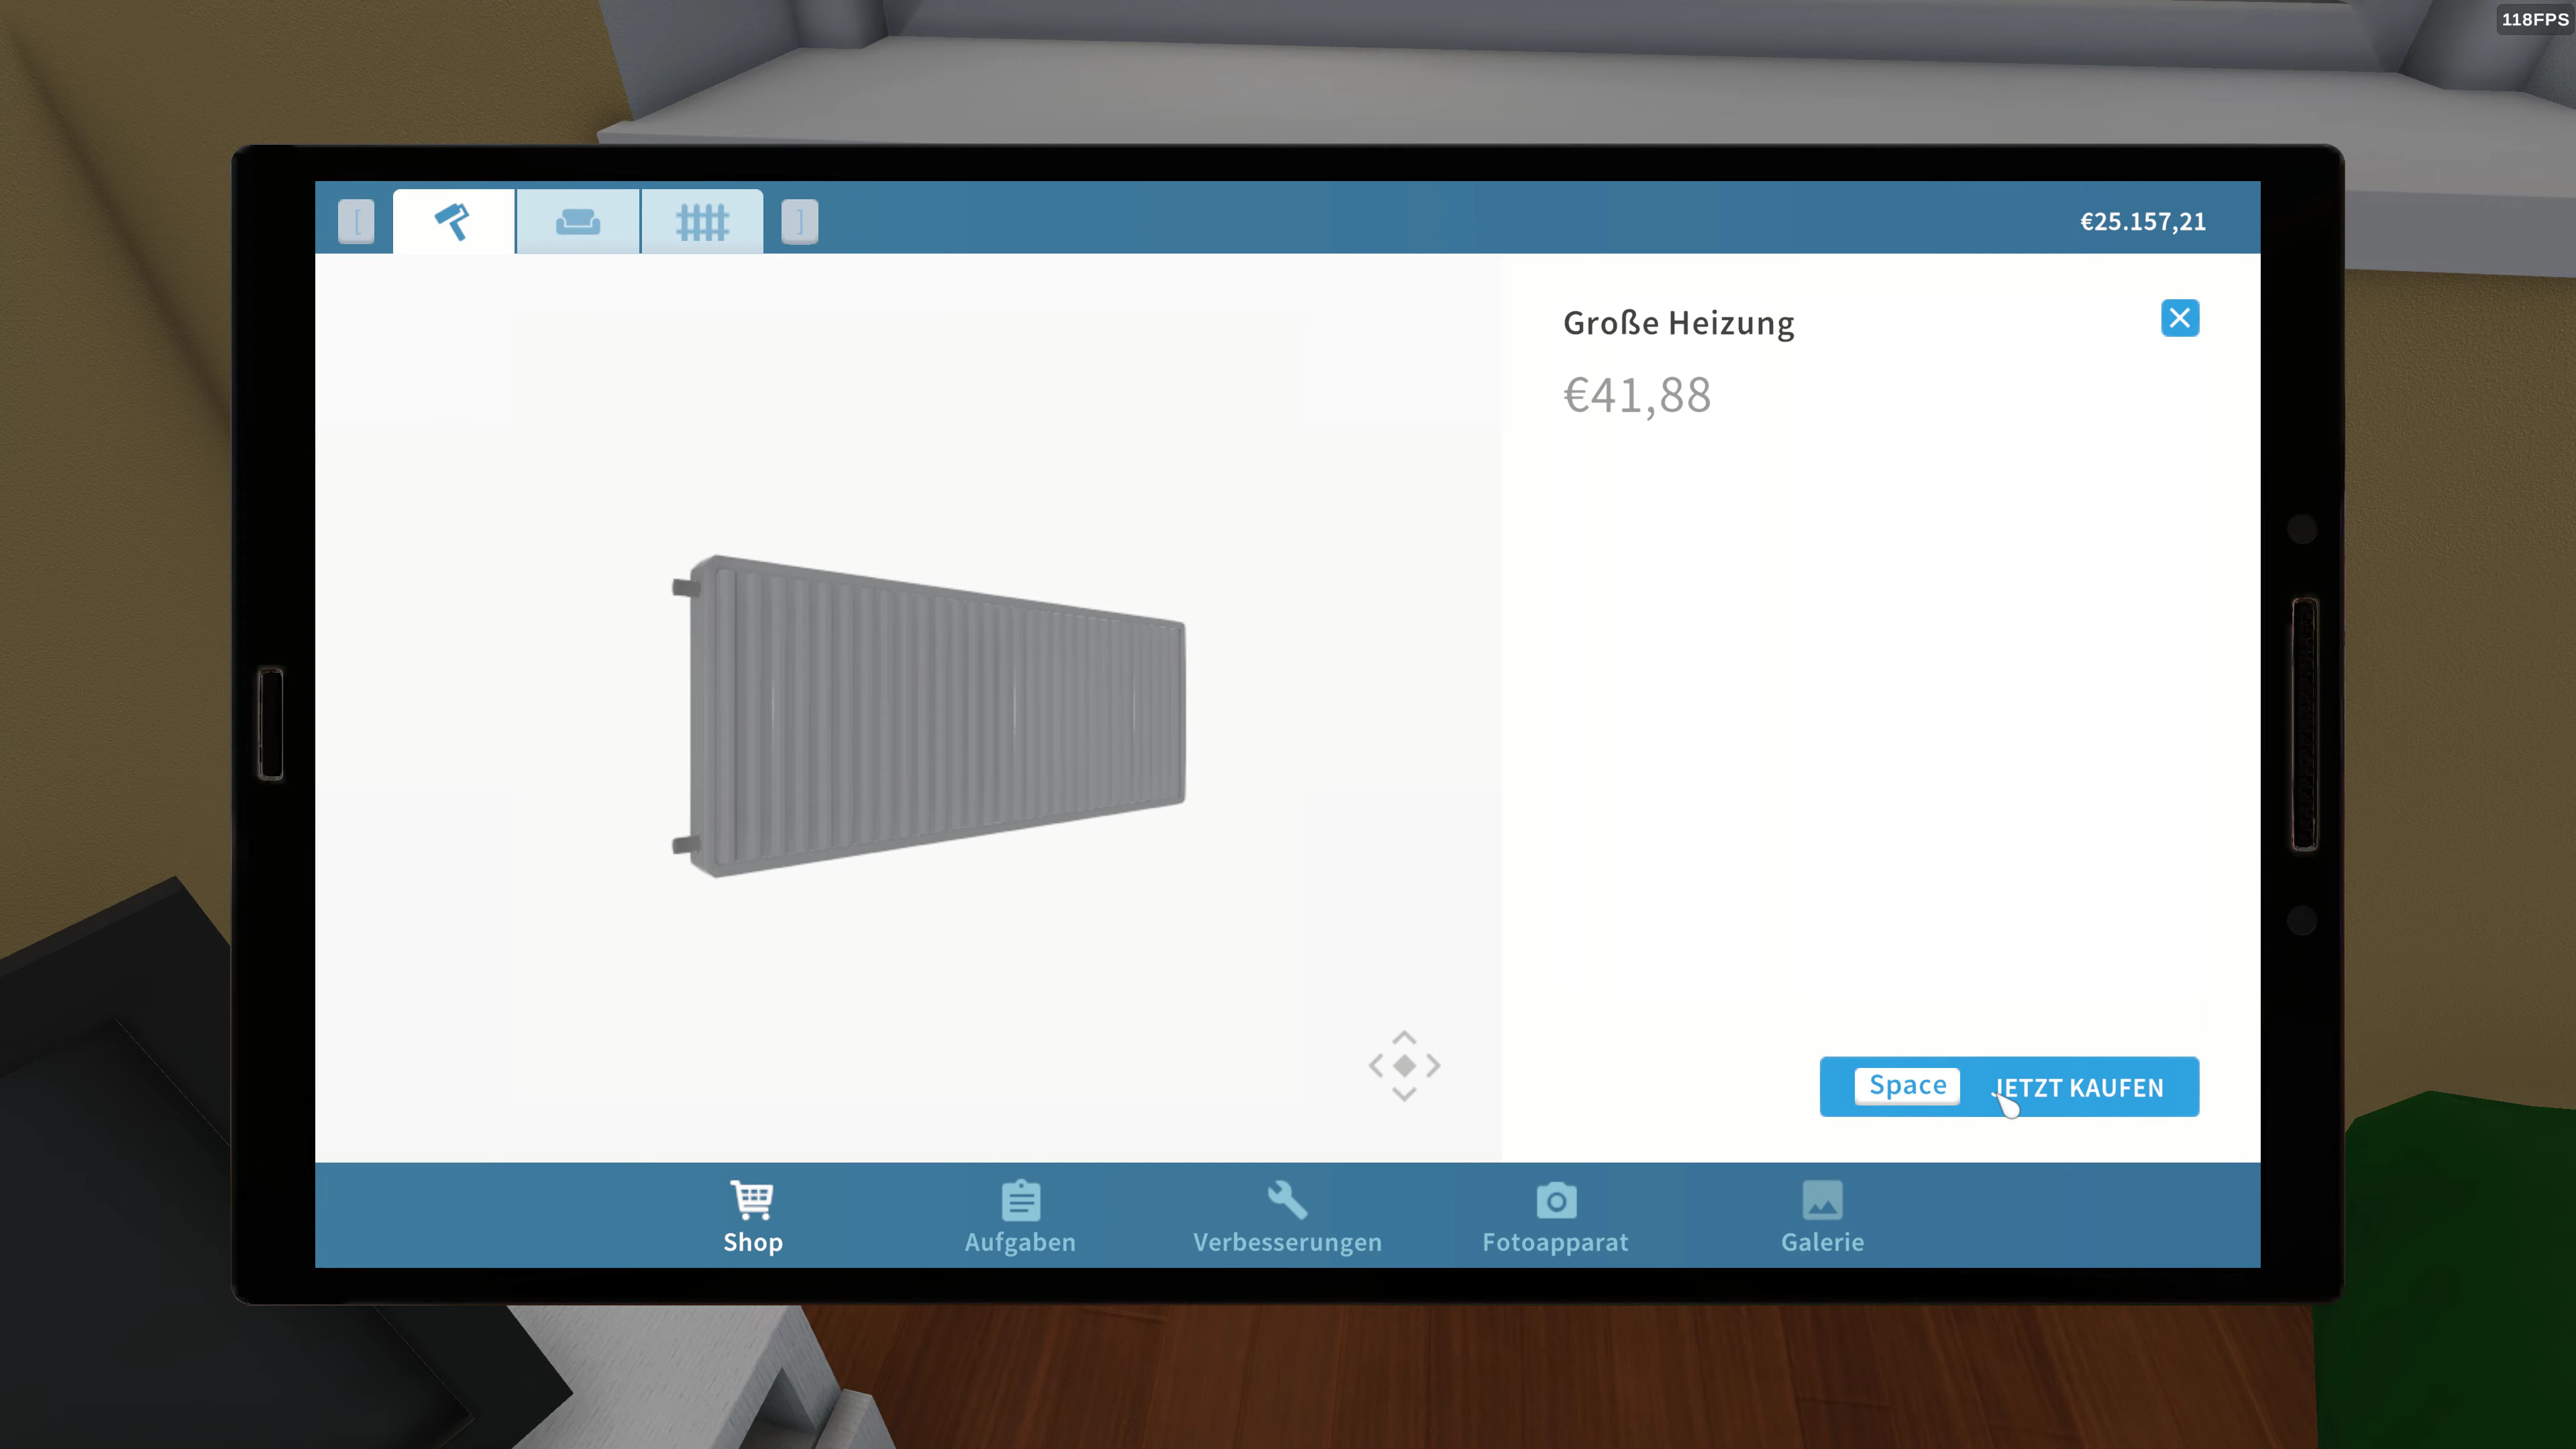 118FPS
[
]
€25.157,21
Große Heizung
€41,88
Space JETZT KAUFEN
Shop
Aufgaben
Verbesserungen
Fotoapparat
Galerie